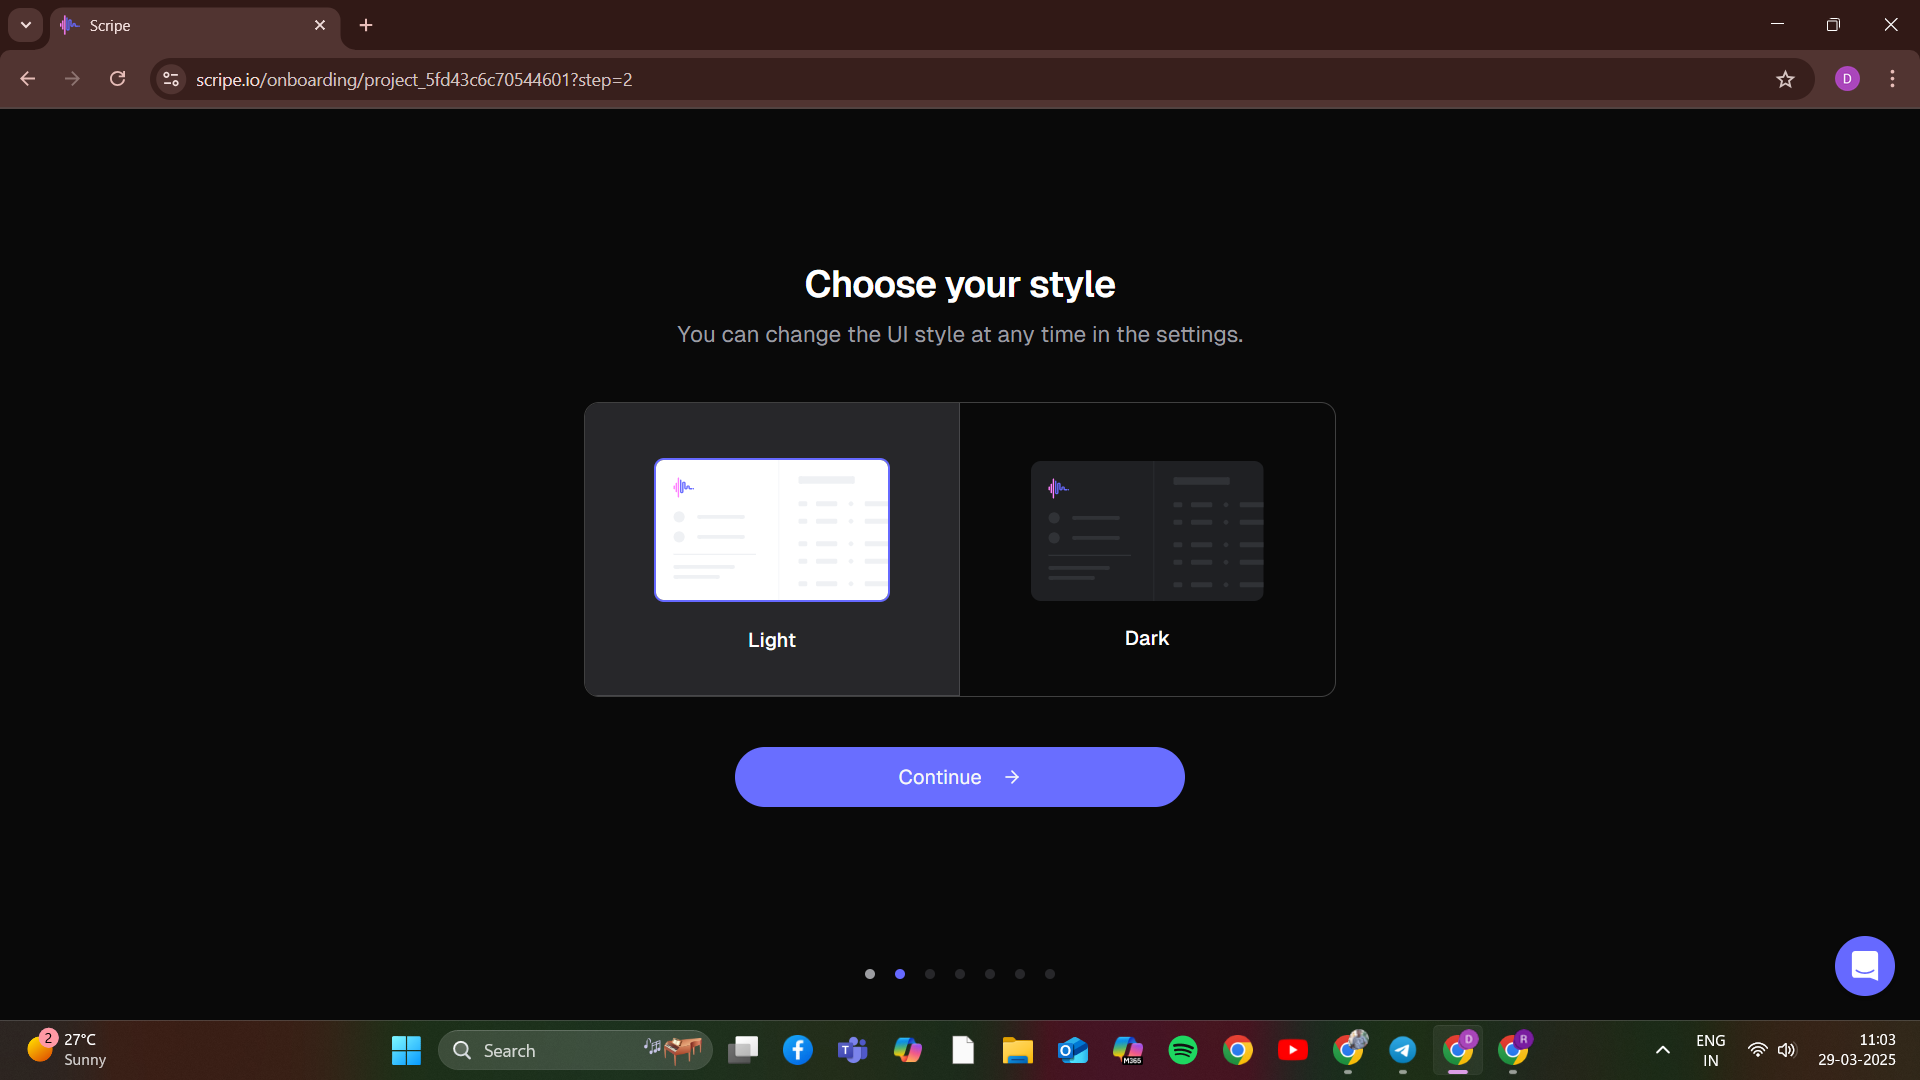 Scripe
scripe.io/onboarding/project_5fd43c6c70544601?step=2
D
Choose your style
You can change the UI style at any time in the settings.
Light
Dark
Continue
2
27°C
Sunny
Search
M365
D
R
ENG
IN
11:03
29-03-2025